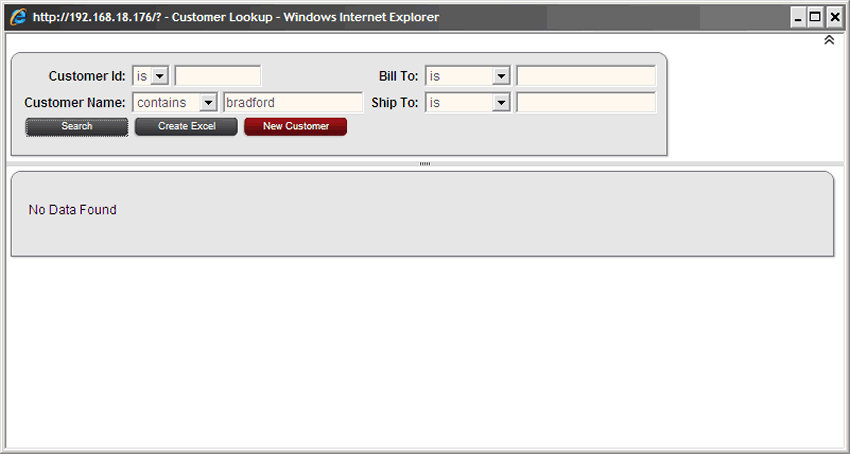 http://192.168.18.176/? - Customer Lookup - Windows Internet Explorer
Customer Id: is Bill To: is
Customer Name: contains bradford Ship To: is
Search Create Excel New Customer
No Data Found